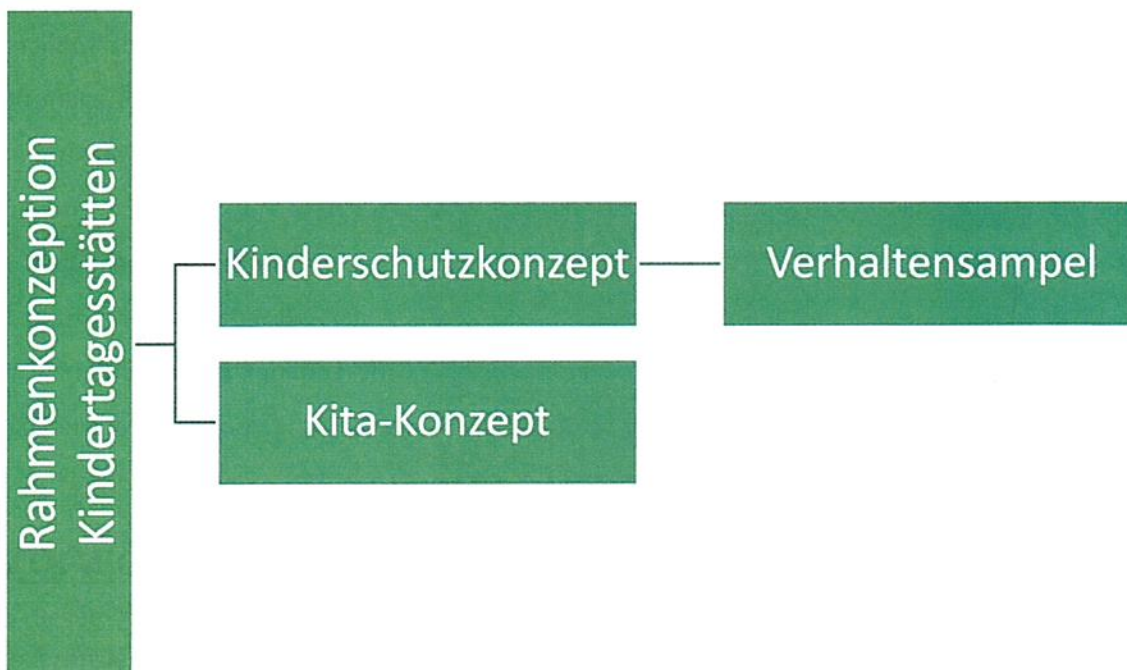 Rahmenkonzeption
Kindertagesstätten
Kinderschutzkonzept
Verhaltensampel
Kita-Konzept